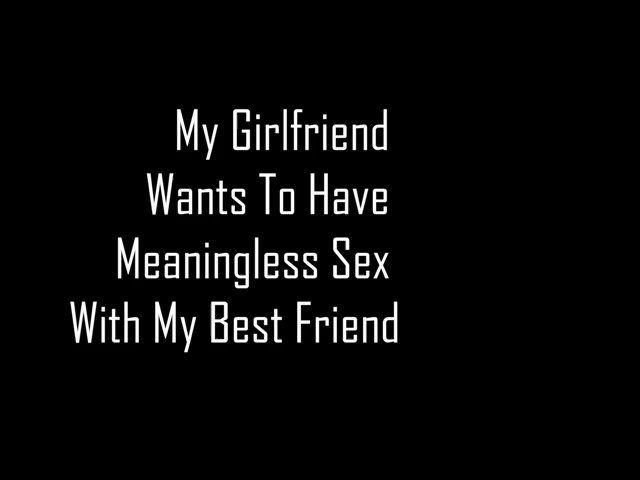 My Girlfriend
Wants To Have
Meaningless Sex
With My Best Friend